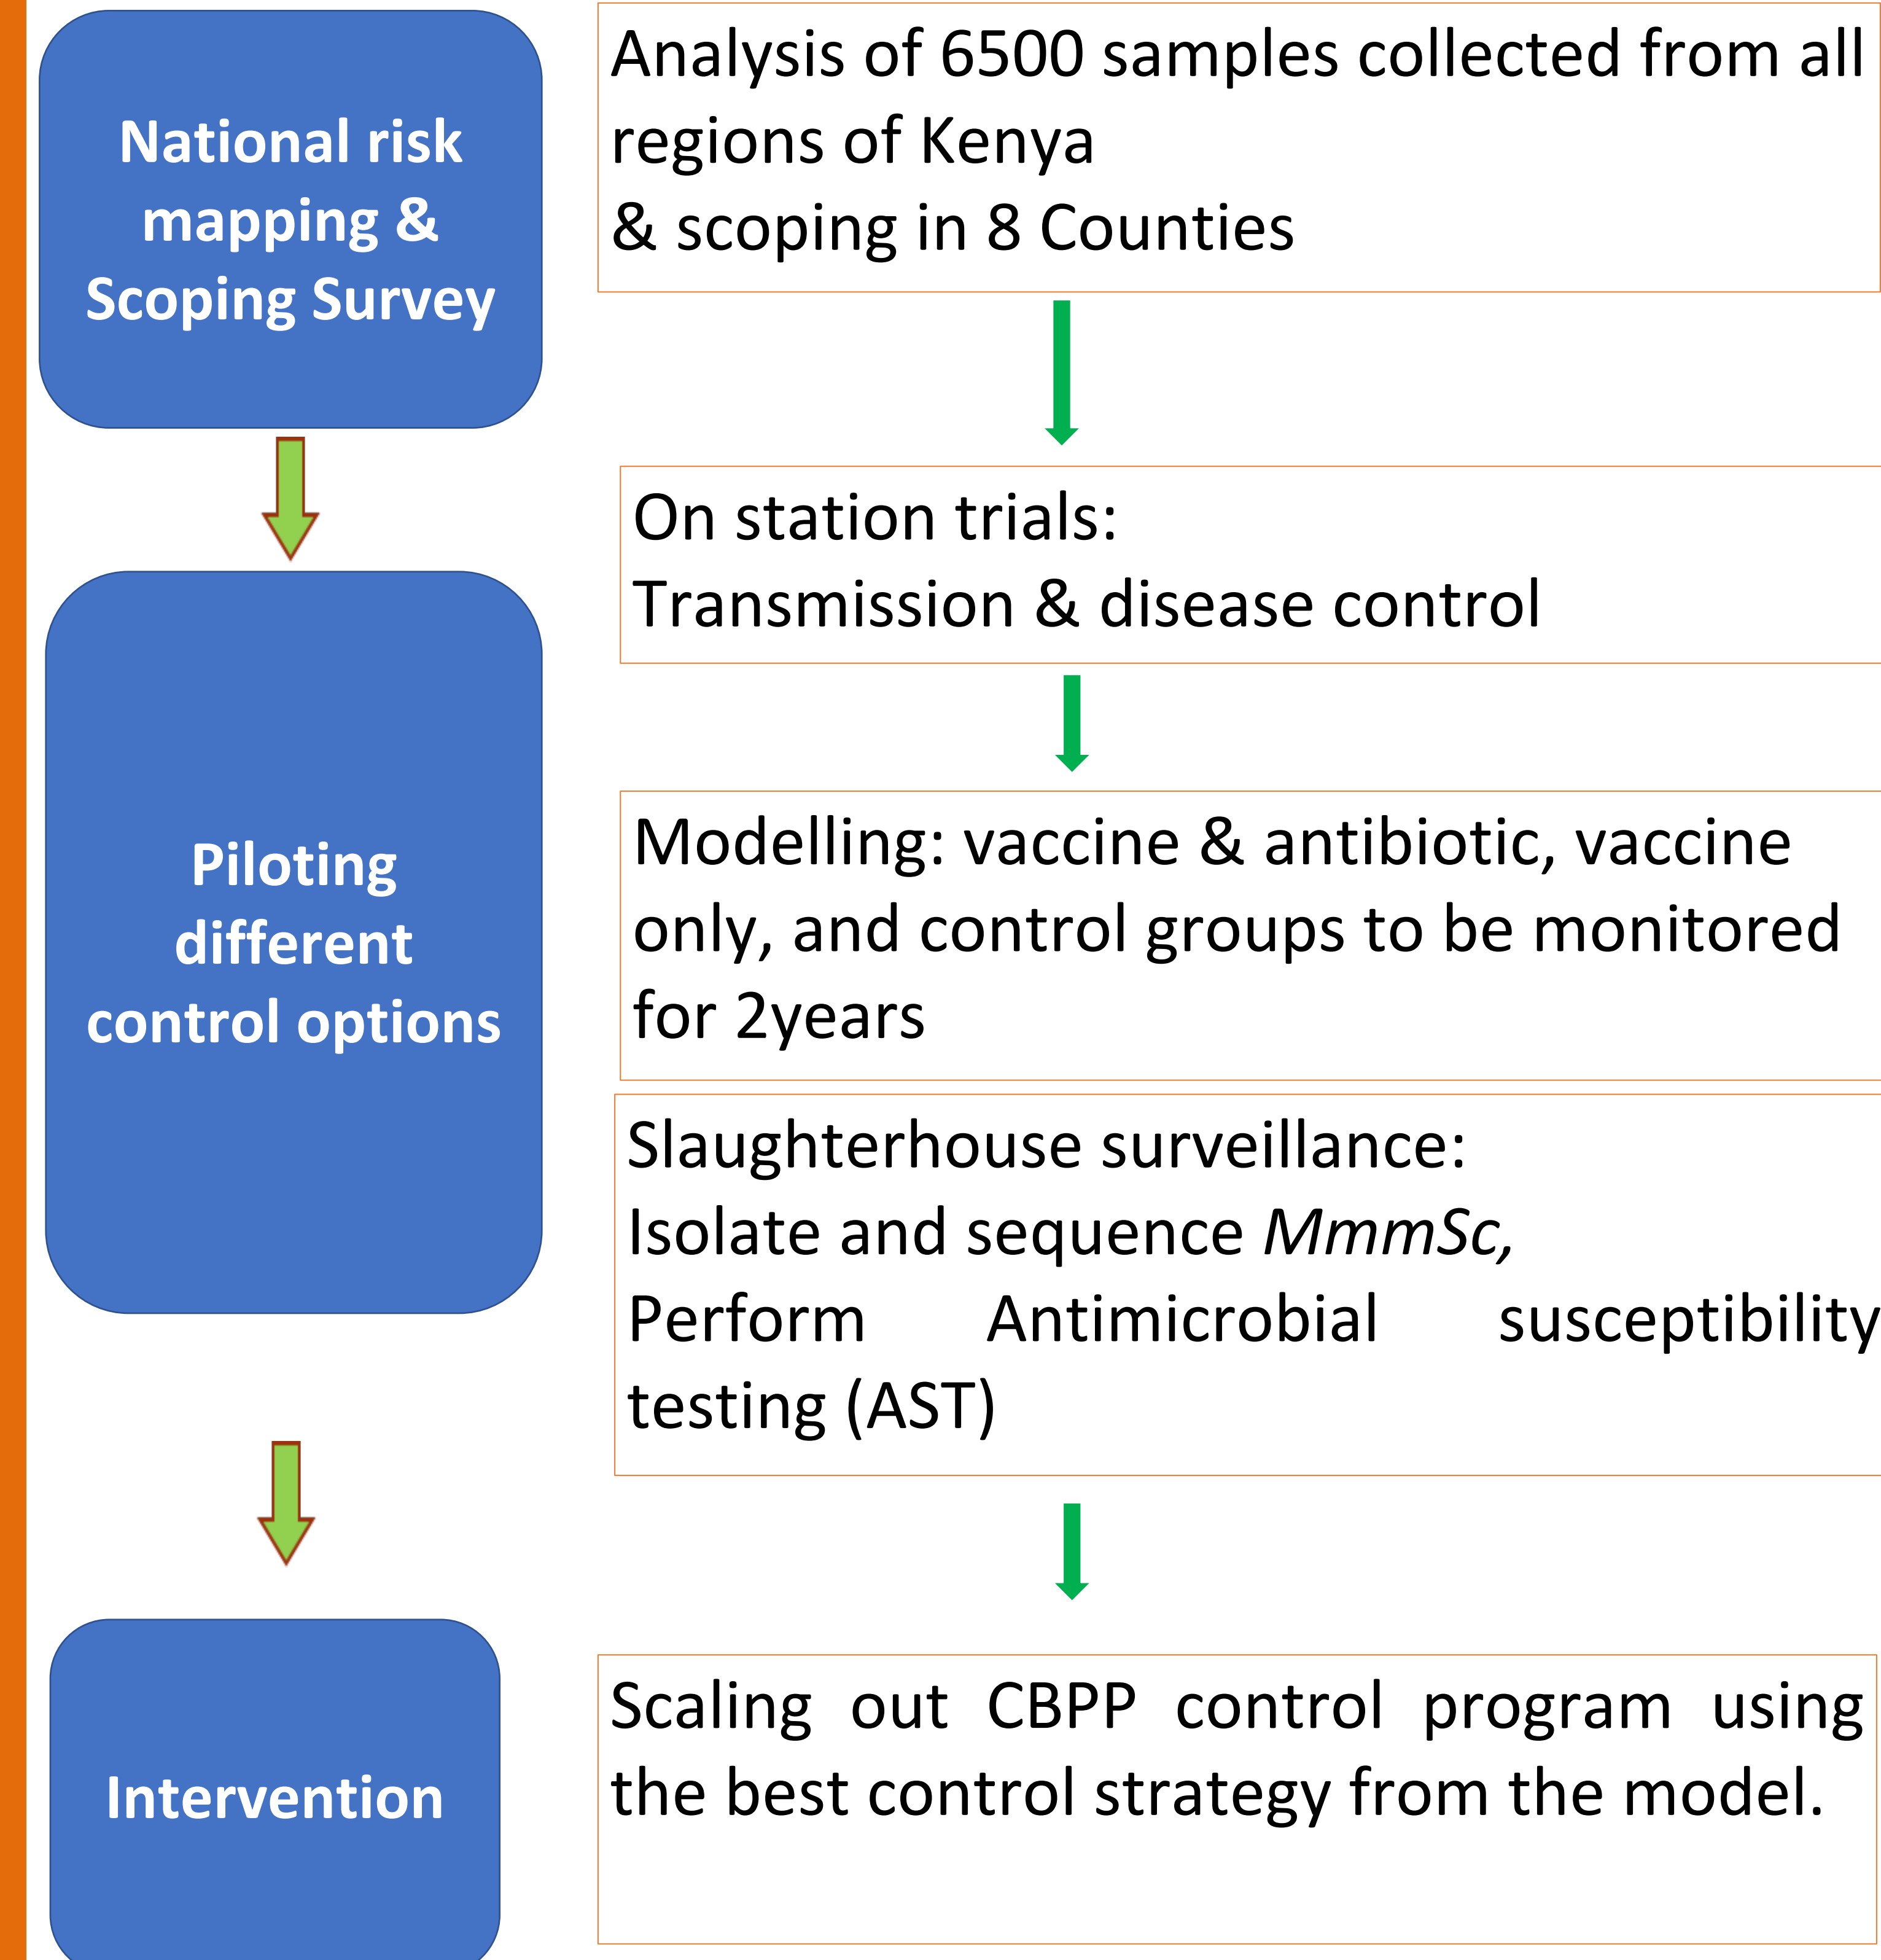 National risk
mapping &
Scoping Survey
Analysis of 6500 samples collected from all
regions of Kenya
& scoping in 8 Counties
Piloting
different
control options
On station trials:
Transmission & disease control
Modelling: vaccine & antibiotic, vaccine
only, and control groups to be monitored
for 2years
Slaughterhouse surveillance:
Isolate and sequence MmmSc,
Perform Antimicrobial susceptibility
testing (AST)
Intervention
Scaling out CBPP control program using
the best control strategy from the model.